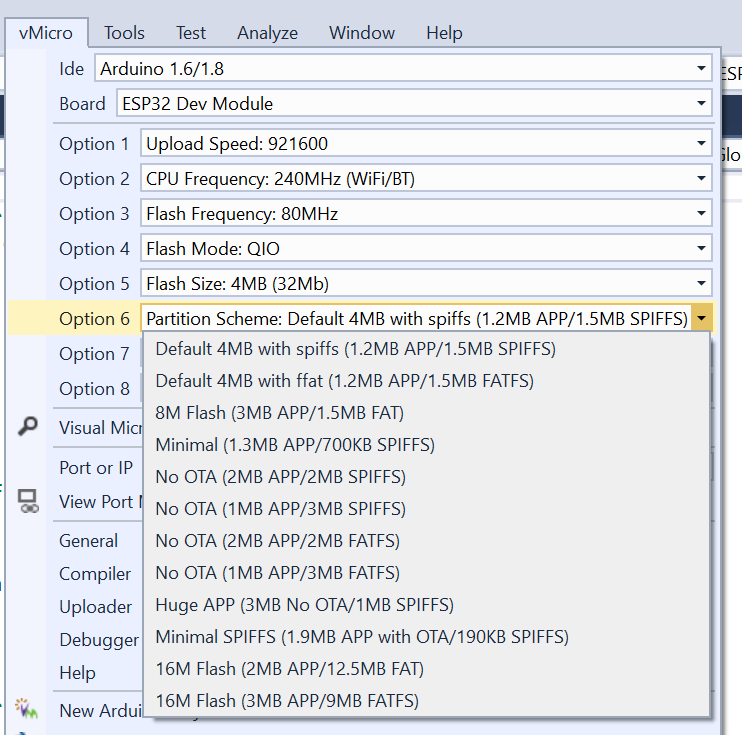 vMicro Tools Test Analyze Window Help
Ide Arduino 1.6/1.8
ESP
Board ESP32 Dev Module
Option 1 Upload Speed: 921600
Glo
Option 2 CPU Frequency: 240MHz (WiFi/BT)
Option 3 Flash Frequency: 80MHz
Option 4 Flash Mode: QIO
Option 5 Flash Size: 4MB (32Mb)
Option 6 Partition Scheme: Default 4MB with spiffs (1.2MB APP/1.5MB SPIFFS)
Option 7
Option 8
Default 4MB with spiffs (1.2MB APP/1.5MB SPIFFS)
Default 4MB with ffat (1.2MB APP/1.5MB FATFS)
8M Flash (3MB APP/1.5MB FAT)
Minimal (1.3MB APP/700KB SPIFFS)
No OTA (2MB APP/2MB SPIFFS)
No OTA (1MB APP/3MB SPIFFS)
No OTA (2MB APP/2MB FATFS)
No OTA (1MB APP/3MB FATFS)
Huge APP (3MB No OTA/1MB SPIFFS)
Minimal SPIFFS (1.9MB APP with OTA/190KB SPIFFS)
16M Flash (2MB APP/12.5MB FAT)
16M Flash (3MB APP/9MB FATFS)
Visual Micr
Port or IP
View Port
General
Compiler
Uploader
Debugger
Help
New Ardui